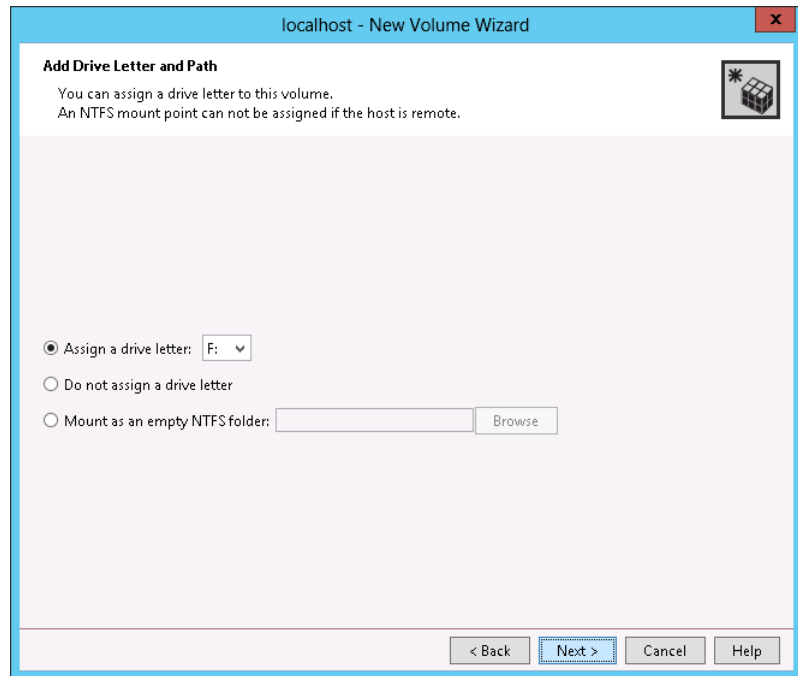 localhost - New Volume Wizard
x
Add Drive Letter and Path
You can assign a drive letter to this volume.
An NTFS mount point can not be assigned if the host is remote.
Assign a drive letter: F:
Do not assign a drive letter
Mount as an empty NTFS folder: Browse
< Back Next > Cancel Help